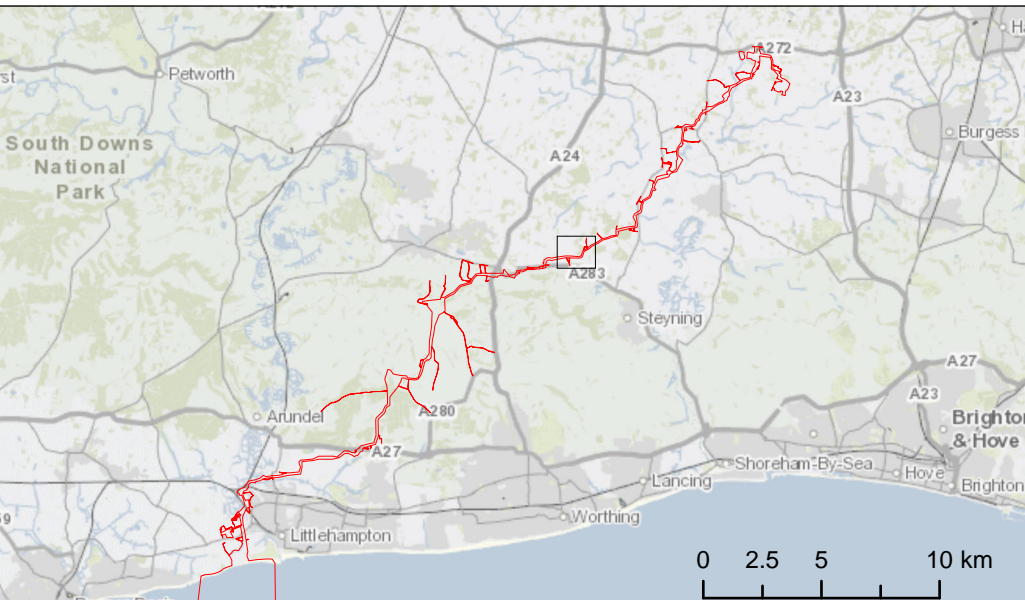 A272
Petworth
A23
Burgess
South Downs
National
Park
A24
A283
Steyning
A27
A23
Arundel
A280
Brighton
& Hove
A27
Shoreham-By-Sea
Hove
Lancing
Brighton
Worthing
Littlehampton
0 2.5 5 10 km